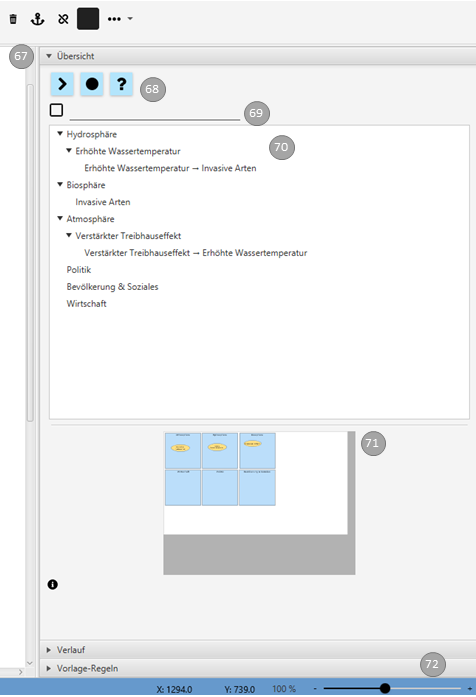 67
Übersicht
?
68
69
Hydrosphäre
70
Erhöhte Wassertemperatur
Erhöhte Wassertemperatur → Invasive Arten
Biosphäre
Invasive Arten
Atmosphäre
Verstärkter Treibhauseffekt
Verstärkter Treibhauseffekt → Erhöhte Wassertemperatur
Politik
Bevölkerung & Soziales
Wirtschaft
71
Verlauf
72
Vorlage-Regeln
X: 1294.0 Y: 739.0 100 % - +